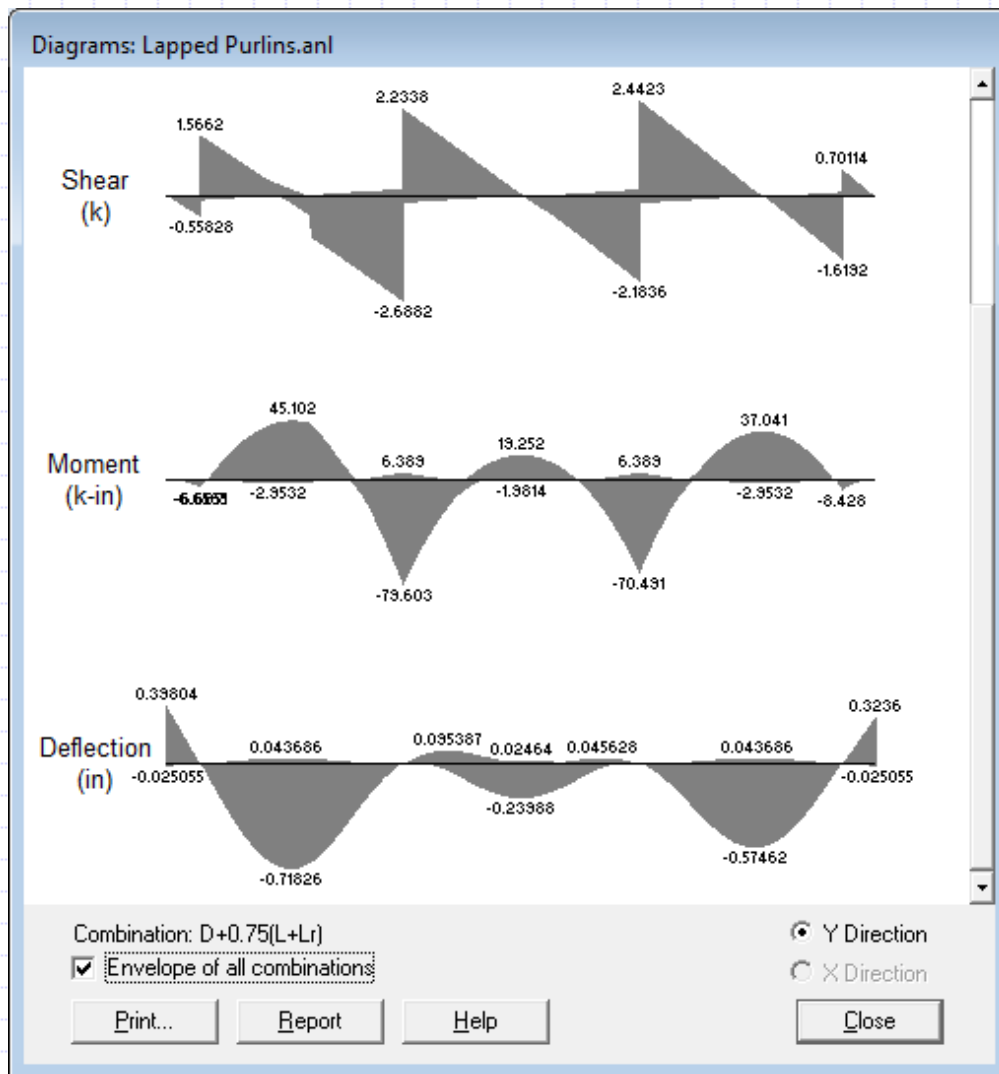 Diagrams: Lapped Purlins.anl
2.2338
2.4423
1.5662
0.70114
Shear
(k)
-0.55828
-1.6192
-2.1836
-2.6882
45.102
37.041
19.252
Moment
(k-in)
6.389
6.389
-2.9532
-1.9814
-2.9532
-8.428
-79.603
-70.491
0.39804
0.3236
Deflection
(in)
0.043686
0.095387
0.02464
0.045628
0.043686
-0.025055
-0.025055
-0.23988
-0.57462
-0.71826
Combination: D+0.75(L+Lr)
Y Direction
Envelope of all combinations
X Direction
Print...
Report
Help
Close